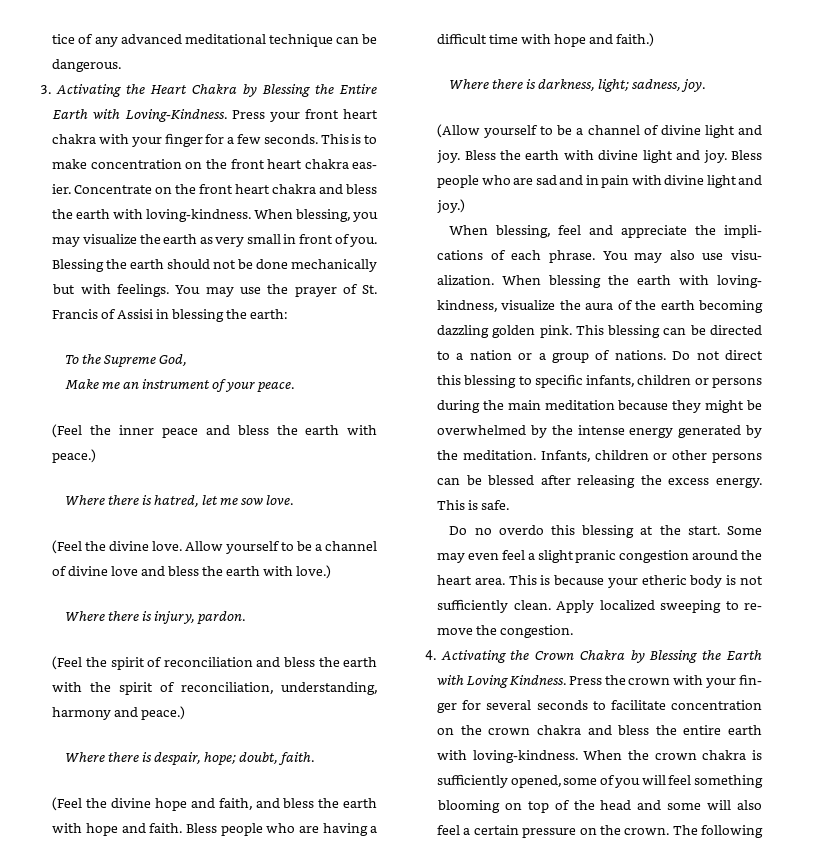 tice of any advanced meditational technique can be
dangerous.
3. Activating the Heart Chakra by Blessing the Entire
Earth with Loving-Kindness. Press your front heart
chakra with your finger for a few seconds. This is to
make concentration on the front heart chakra eas-
ier. Concentrate on the front heart chakra and bless
the earth with loving-kindness. When blessing, you
may visualize the earth as very small in front of you.
Blessing the earth should not be done mechanically
but with feelings. You may use the prayer of St.
Francis of Assisi in blessing the earth:
To the Supreme God,
Make me an instrument of your peace.
(Feel the inner peace and bless the earth with
peace.)
Where there is hatred, let me sow love.
(Feel the divine love. Allow yourself to be a channel
of divine love and bless the earth with love.)
Where there is injury, pardon.
(Feel the spirit of reconciliation and bless the earth
with the spirit of reconciliation, understanding,
harmony and peace.)
Where there is despair, hope; doubt, faith.
(Feel the divine hope and faith, and bless the earth
with hope and faith. Bless people who are having a
difficult time with hope and faith.)
Where there is darkness, light; sadness, joy.
(Allow yourself to be a channel of divine light and
joy. Bless the earth with divine light and joy. Bless
people who are sad and in pain with divine light and
joy.)
When blessing, feel and appreciate the impli-
cations of each phrase. You may also use visu-
alization. When blessing the earth with loving-
kindness, visualize the aura of the earth becoming
dazzling golden pink. This blessing can be directed
to a nation or a group of nations. Do not direct
this blessing to specific infants, children or persons
during the main meditation because they might be
overwhelmed by the intense energy generated by
the meditation. Infants, children or other persons
can be blessed after releasing the excess energy.
This is safe.
Do no overdo this blessing at the start. Some
may even feel a slight pranic congestion around the
heart area. This is because your etheric body is not
sufficiently clean. Apply localized sweeping to re-
move the congestion.
4. Activating the Crown Chakra by Blessing the Earth
with Loving Kindness. Press the crown with your fin-
ger for several seconds to facilitate concentration
on the crown chakra and bless the entire earth
with loving-kindness. When the crown chakra is
sufficiently opened, some of you will feel something
blooming on top of the head and some will also
feel a certain pressure on the crown. The following